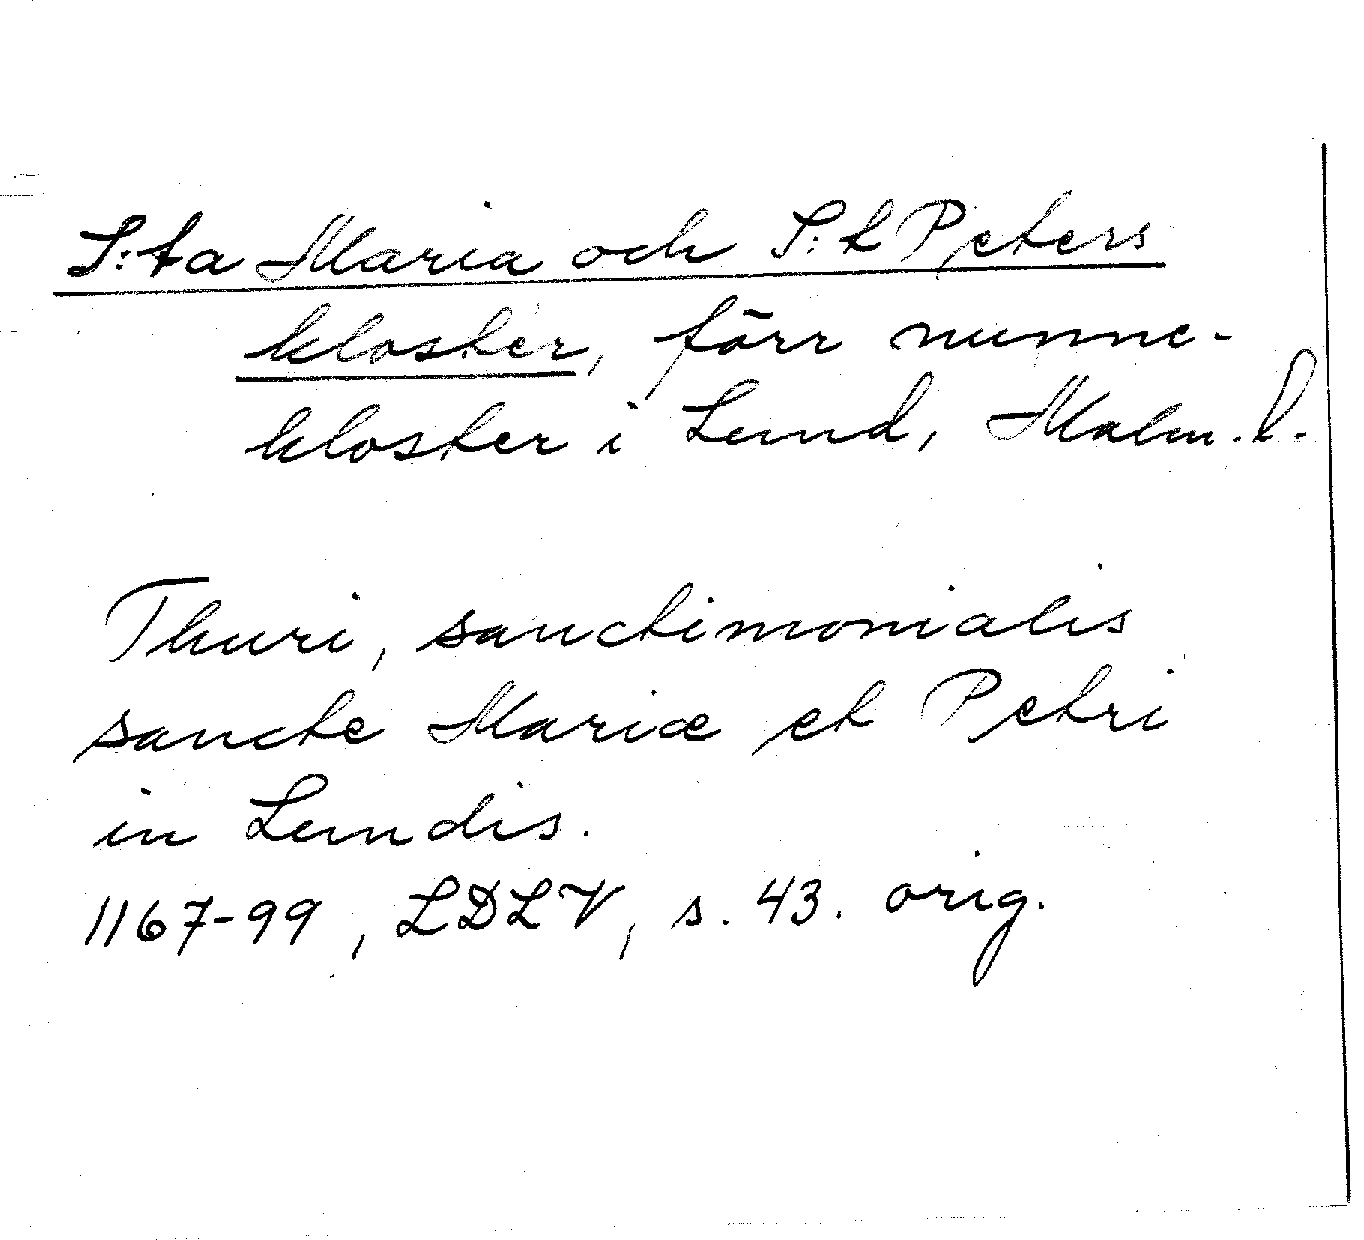 S:ta Maria och S:t Peters
kloster, förr nunne-
kloster i Lund, Malm. l.
Thuri, sanctimonialis
sancte Mariæ et Petri
in Lundis.
1167-99, LDLV, s. 43. orig.